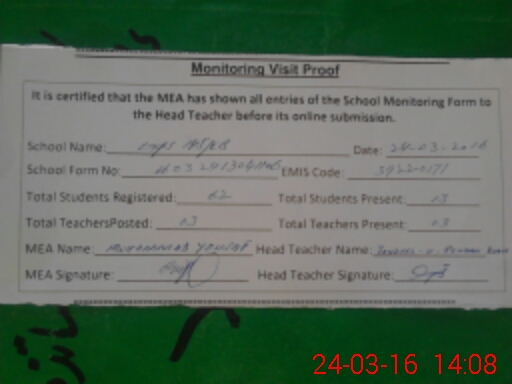 Monitoring Visit Proof
It is certified that the MEA has shown all entries of the School Monitoring Form to
the Head Teacher before its online submission.
School Name: Date: 24-03-2016
School Form No: EMIS Code:
Total Students Registered: 62 Total Students Present: 13
Total TeachersPosted: 03 Total Teachers Present: 03
MEA Name: MUHAMMAD YOUSAF Head Teacher Name:
MEA Signature: Head Teacher Signature:
24-03-16 14:08